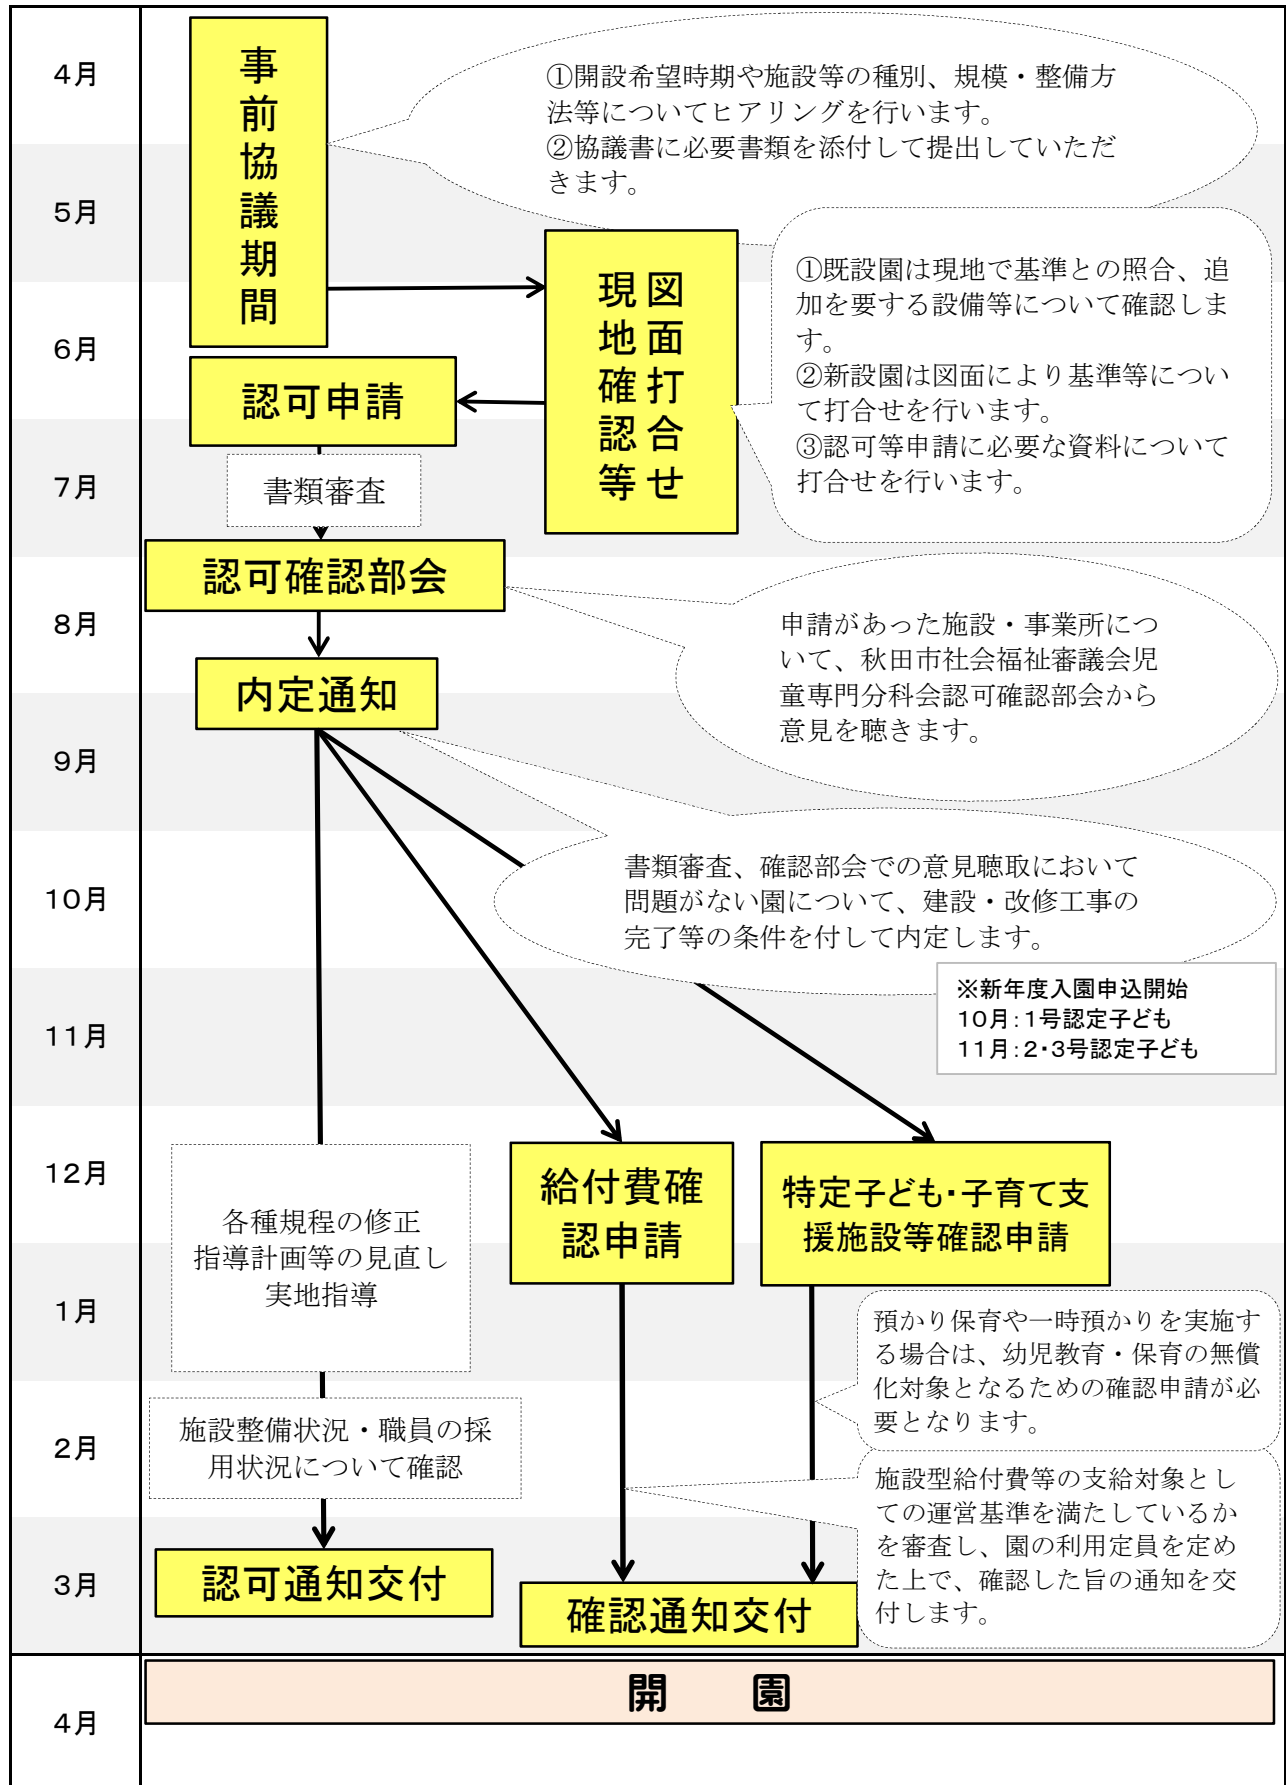 4月
事前協議期間
①開設希望時期や施設等の種別、規模・整備方
法等についてヒアリングを行います。
②協議書に必要書類を添付して提出していただ
きます。
5月
図面打合せ
現地確認等
①既設園は現地で基準との照合、追
加を要する設備等について確認しま
す。
②新設園は図面により基準等につい
て打合せを行います。
③認可等申請に必要な資料について
打合せを行います。
6月
認可申請
7月
書類審査
認可確認部会
8月
申請があった施設・事業所につ
いて、秋田市社会福祉審議会児
童専門分科会認可確認部会から
意見を聴きます。
内定通知
9月
書類審査、確認部会での意見聴取において
問題がない園について、建設・改修工事の
完了等の条件を付して内定します。
10月
※新年度入園申込開始
10月：1号認定子ども
11月：2・3号認定子ども
11月
12月
給付費確
認申請
特定子ども・子育て支
援施設等確認申請
各種規程の修正
指導計画等の見直し
実地指導
1月
預かり保育や一時預かりを実施す
る場合は、幼児教育・保育の無償
化対象となるための確認申請が必
要となります。
2月
施設整備状況・職員の採
用状況について確認
施設型給付費等の支給対象とし
ての運営基準を満たしているか
を審査し、園の利用定員を定め
た上で、確認した旨の通知を交
付します。
3月
認可通知交付
確認通知交付
4月
開　園